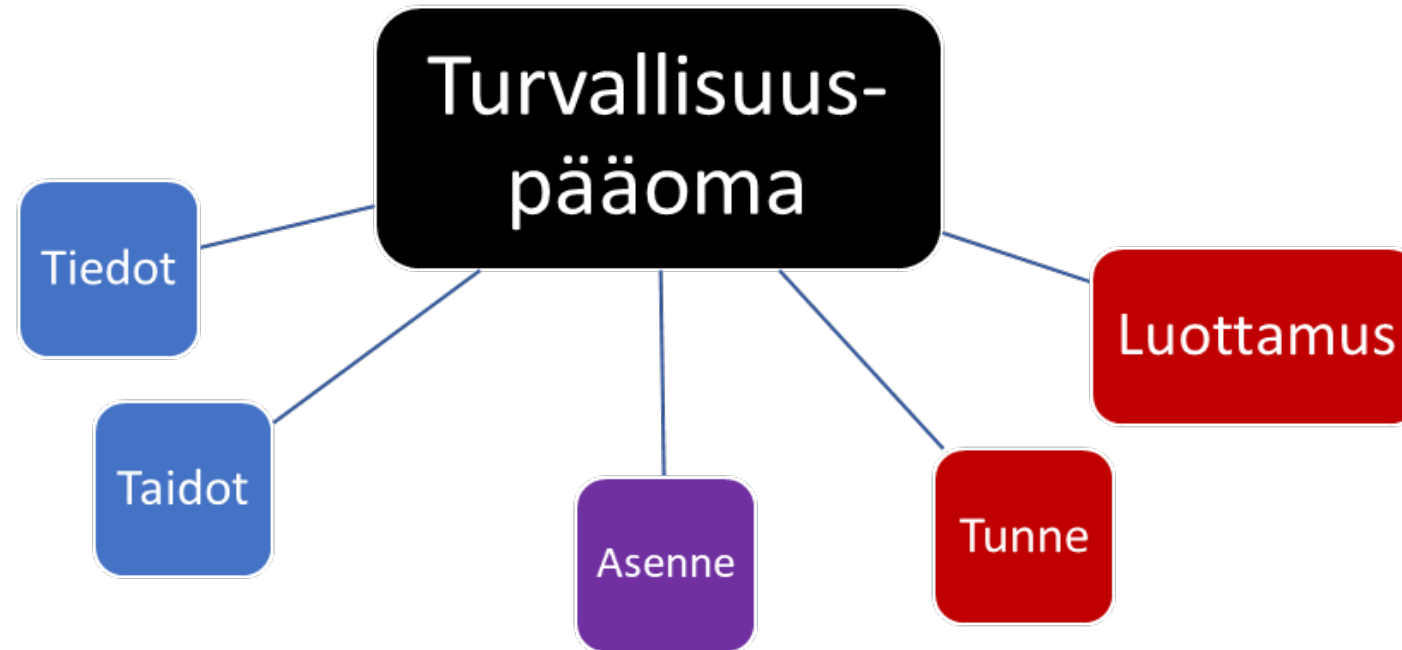 Turvallisuus-
pääoma
Tiedot
Taidot
Asenne
Tunne
Luottamus